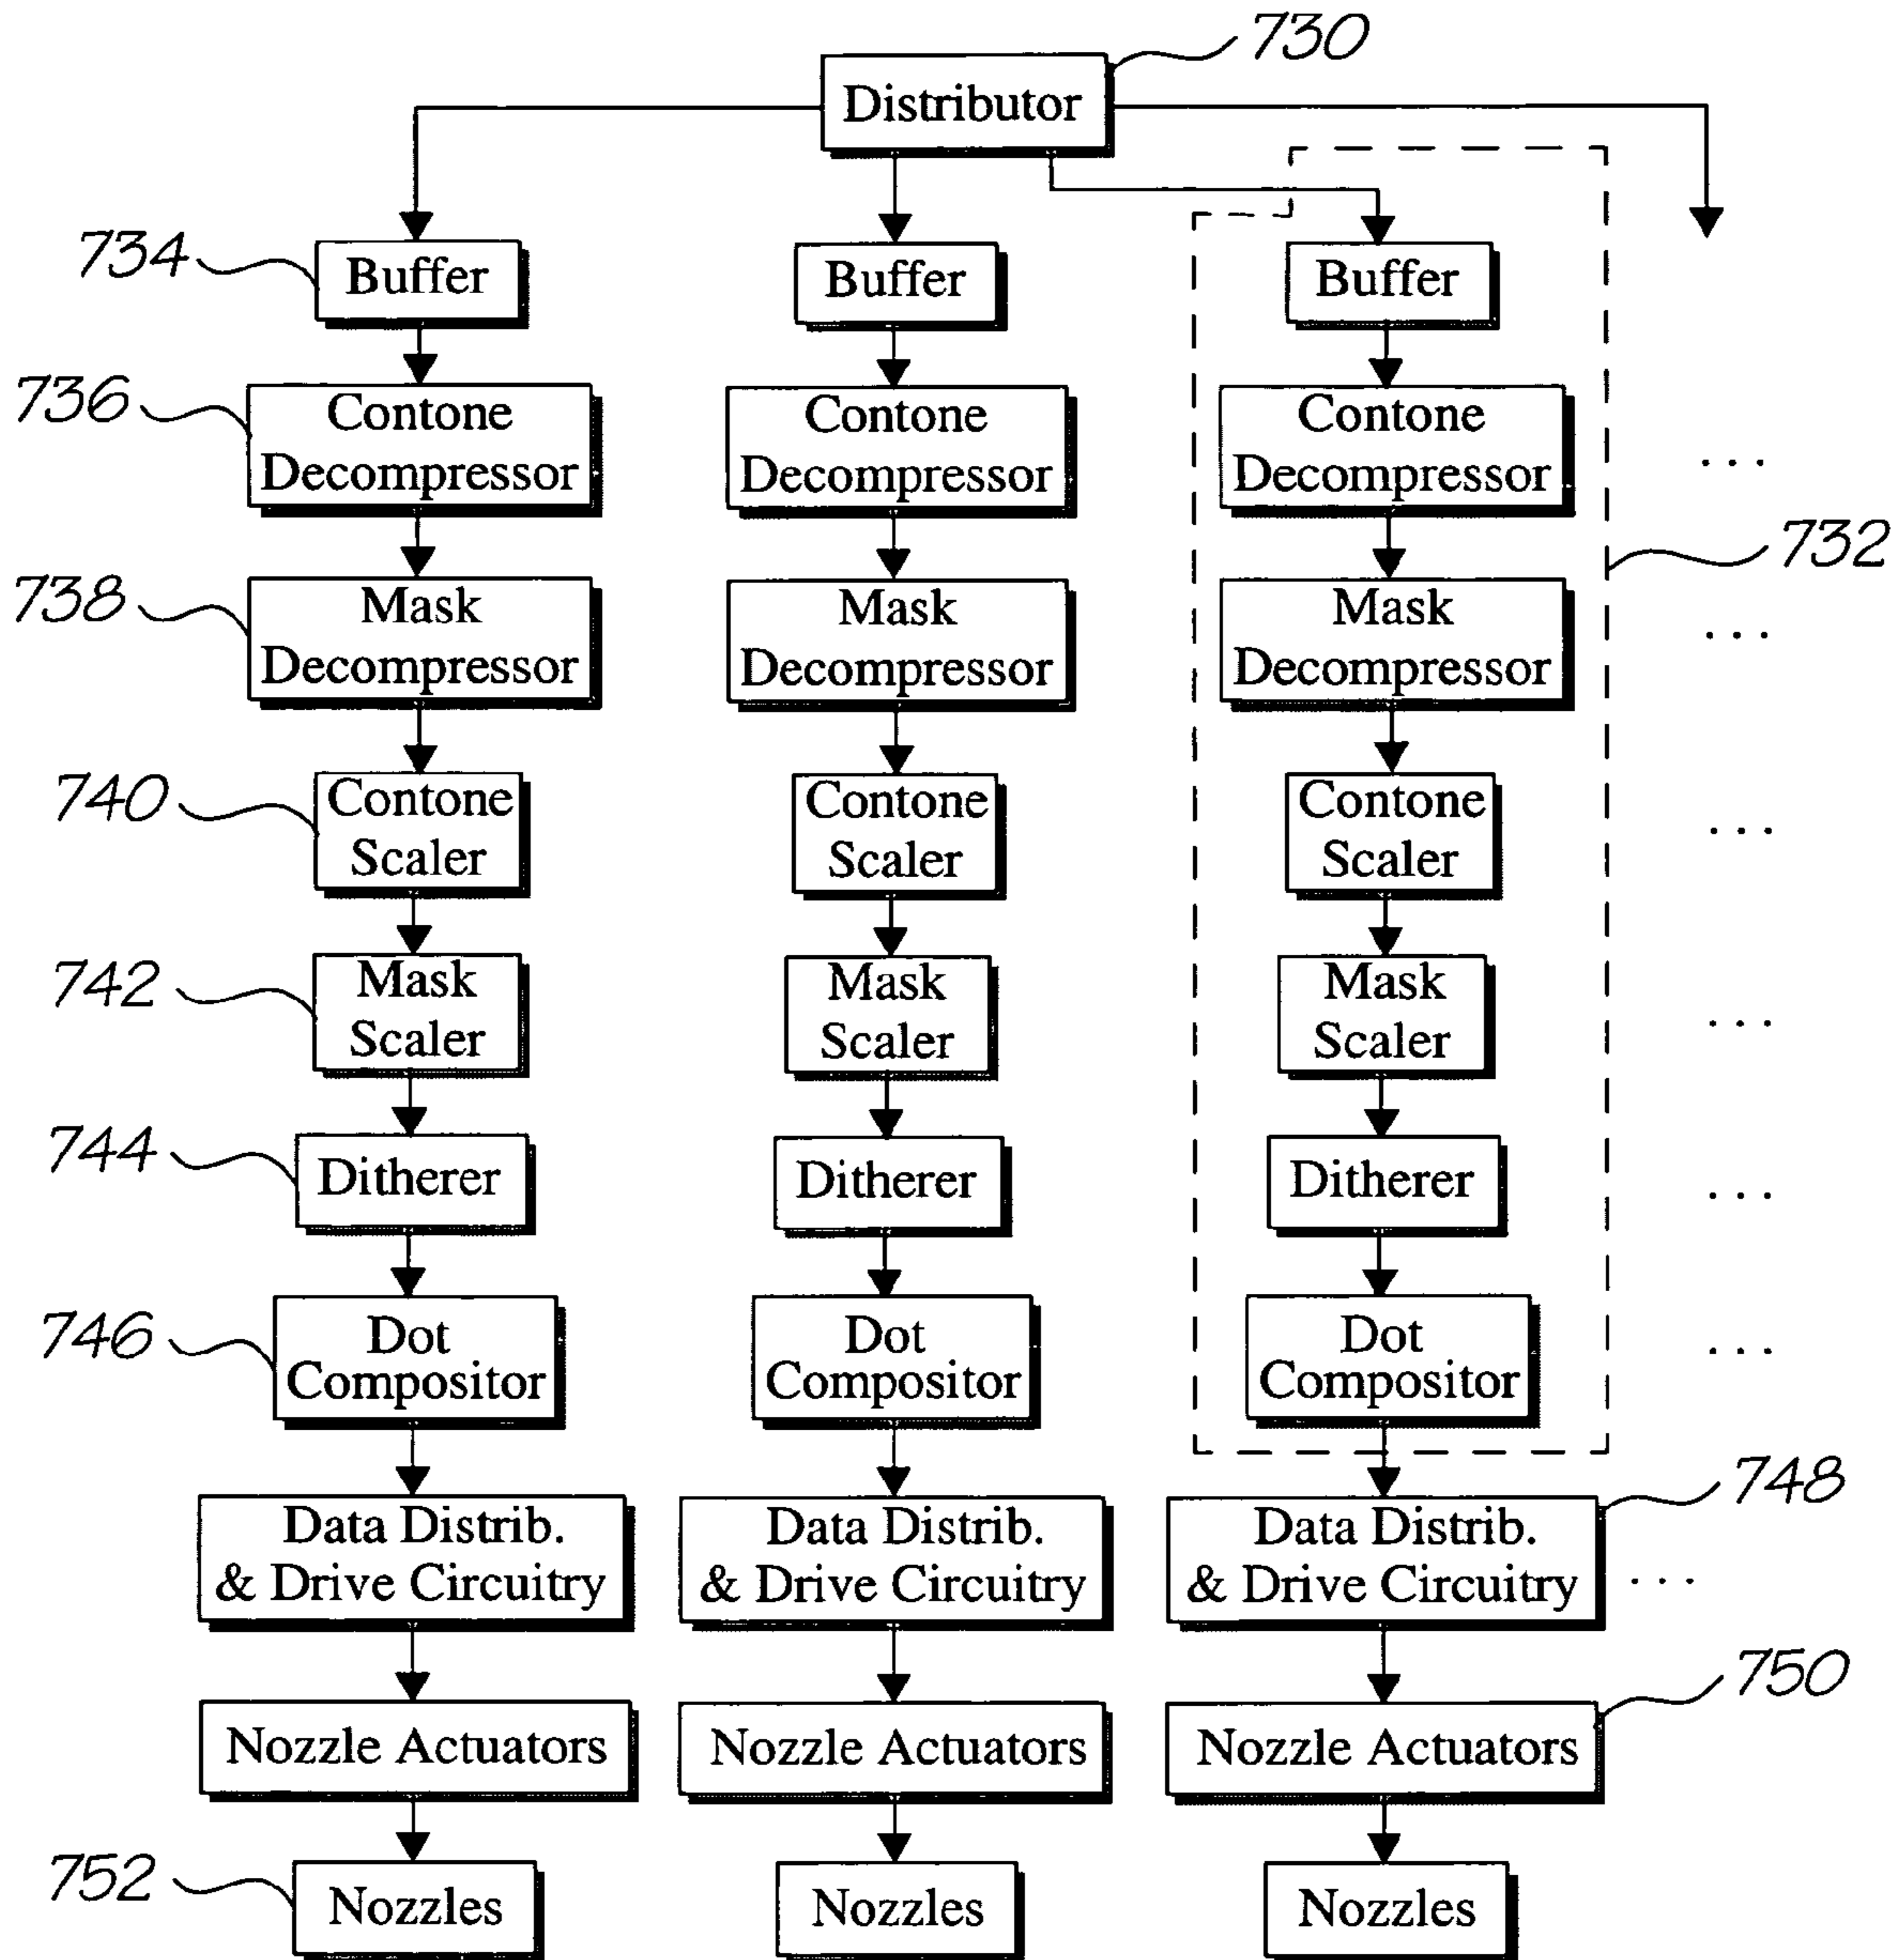 730
Distributor
734
Buffer
Buffer
Buffer
736
Contone
Decompressor
Contone
Decompressor
Contone
Decompressor
...
732
738
Mask
Decompressor
Mask
Decompressor
Mask
Decompressor
...
740
Contone
Scaler
Contone
Scaler
Contone
Scaler
...
742
Mask
Scaler
Mask
Scaler
Mask
Scaler
...
744
Ditherer
Ditherer
Ditherer
...
746
Dot
Compositor
Dot
Compositor
Dot
Compositor
...
748
Data Distrib.
& Drive Circuitry
Data Distrib.
& Drive Circuitry
Data Distrib.
& Drive Circuitry
...
750
Nozzle Actuators
Nozzle Actuators
Nozzle Actuators
752
Nozzles
Nozzles
Nozzles